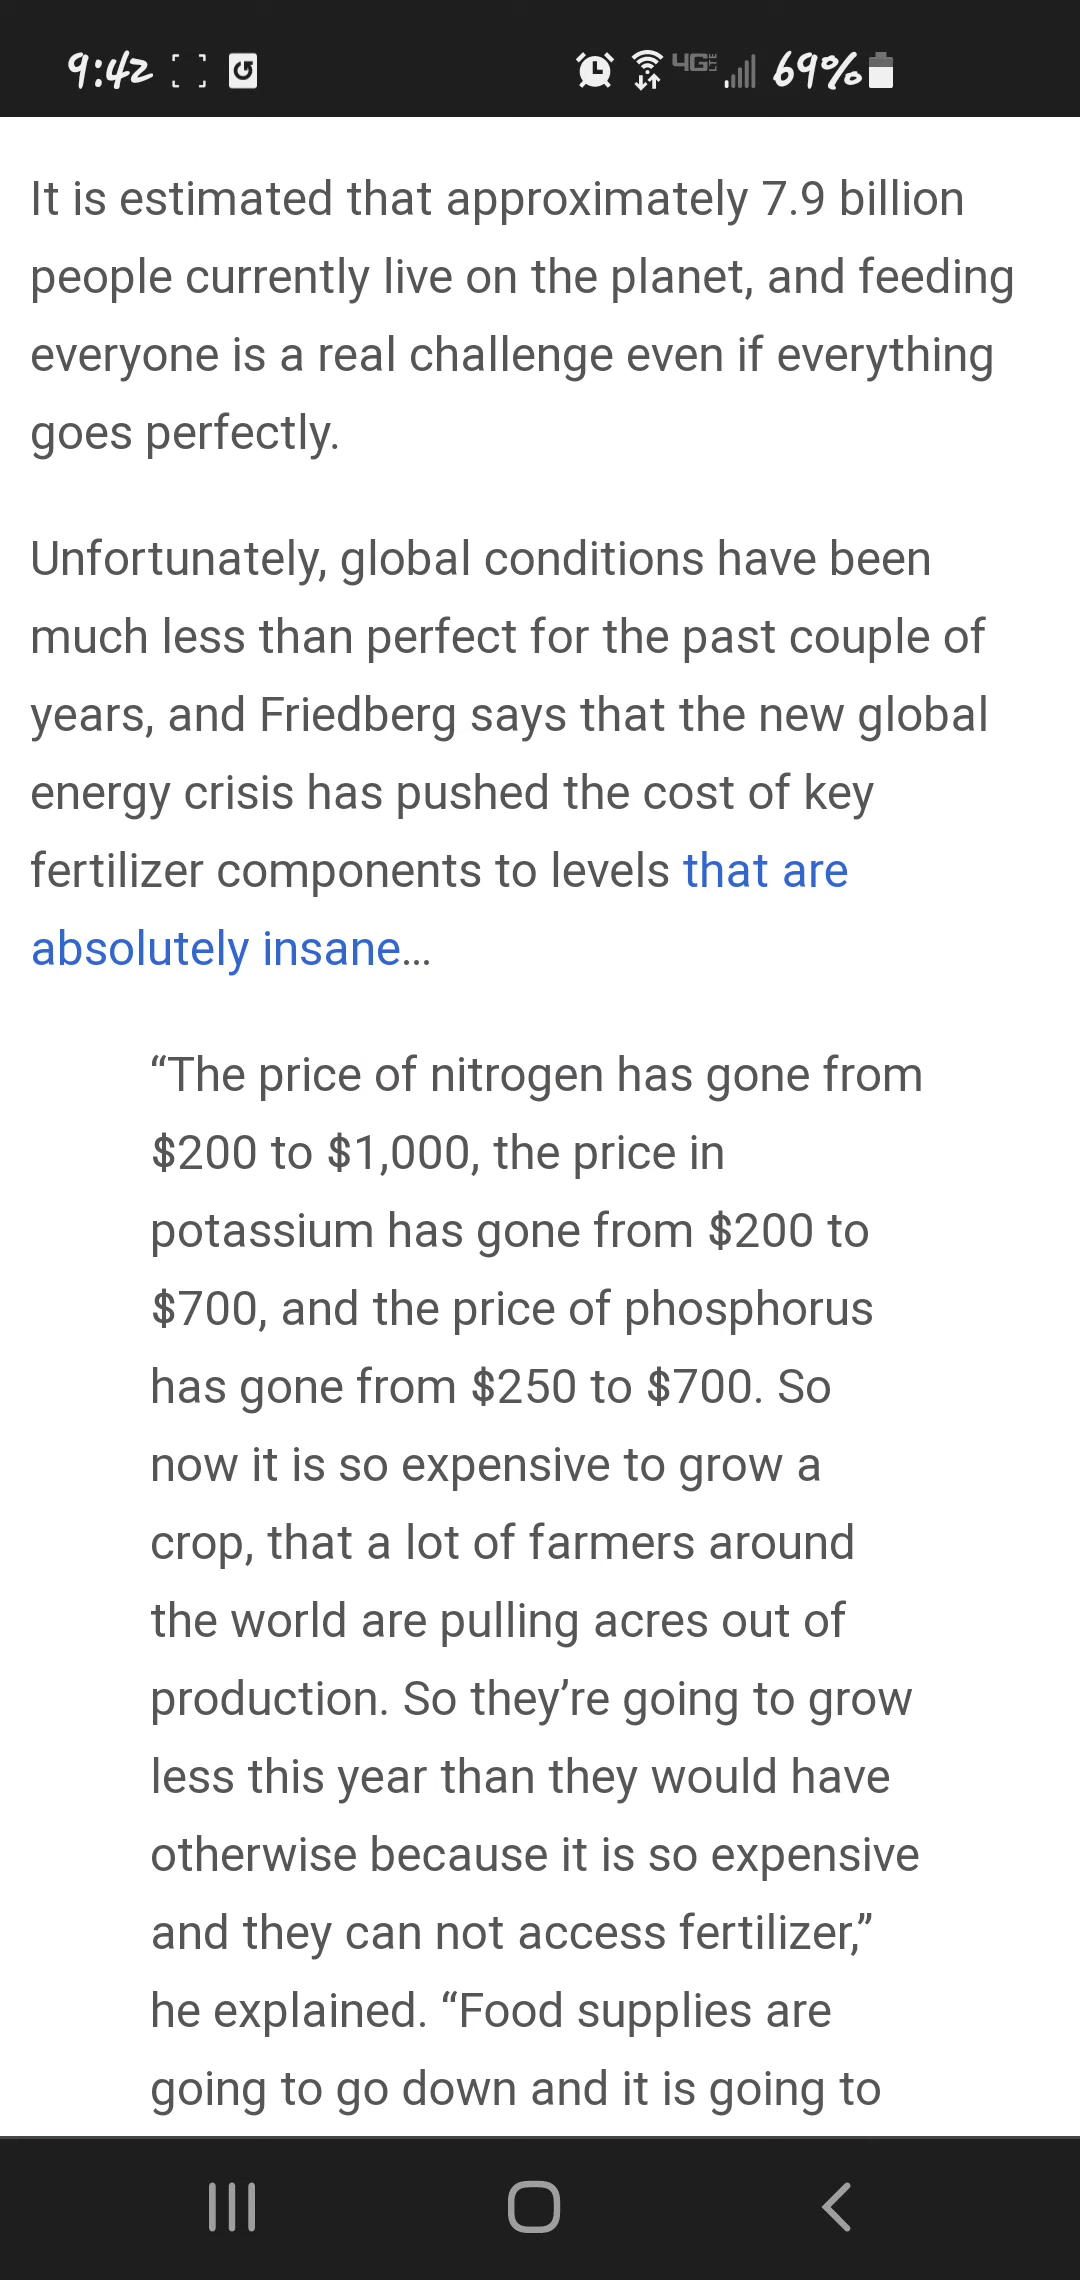 9:42
4G LTE 69%
It is estimated that approximately 7.9 billion
people currently live on the planet, and feeding
everyone is a real challenge even if everything
goes perfectly.
Unfortunately, global conditions have been
much less than perfect for the past couple of
years, and Friedberg says that the new global
energy crisis has pushed the cost of key
fertilizer components to levels that are
absolutely insane…
“The price of nitrogen has gone from
$200 to $1,000, the price in
potassium has gone from $200 to
$700, and the price of phosphorus
has gone from $250 to $700. So
now it is so expensive to grow a
crop, that a lot of farmers around
the world are pulling acres out of
production. So they’re going to grow
less this year than they would have
otherwise because it is so expensive
and they can not access fertilizer,”
he explained. “Food supplies are
going to go down and it is going to